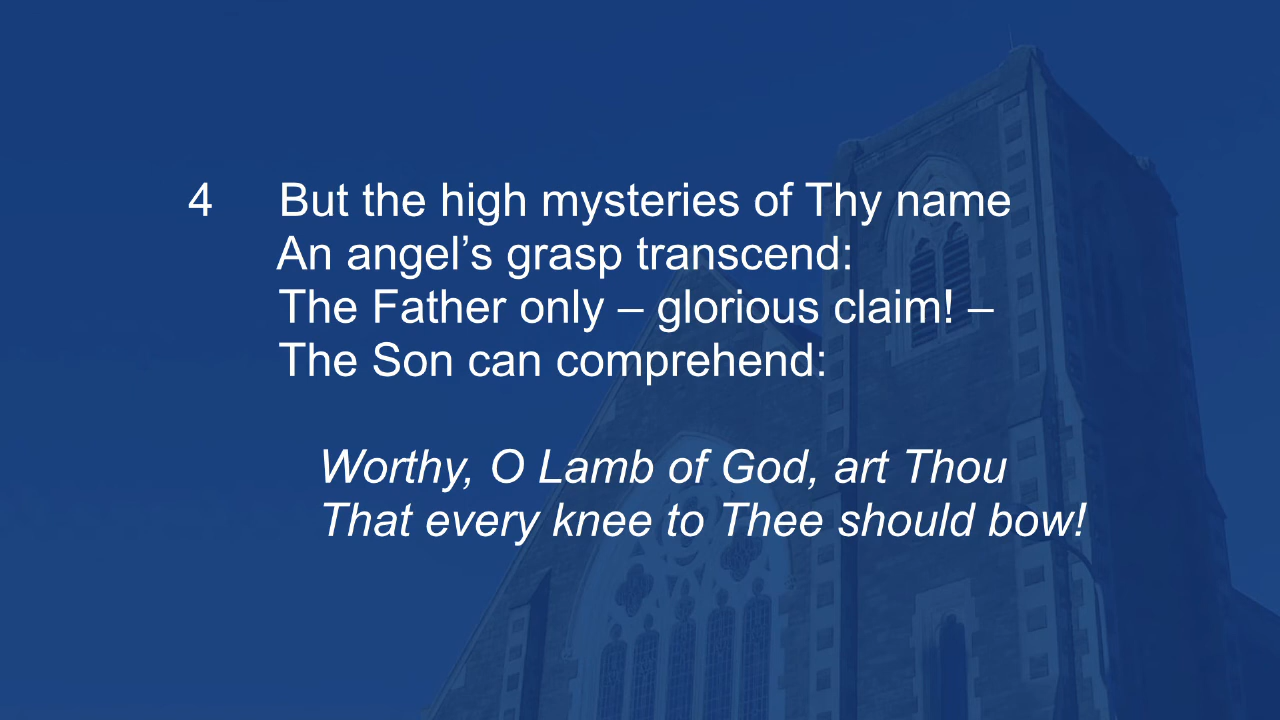 4 But the high mysteries of Thy name
An angel’s grasp transcend:
The Father only – glorious claim! –
The Son can comprehend:
Worthy, O Lamb of God, art Thou
That every knee to Thee should bow!